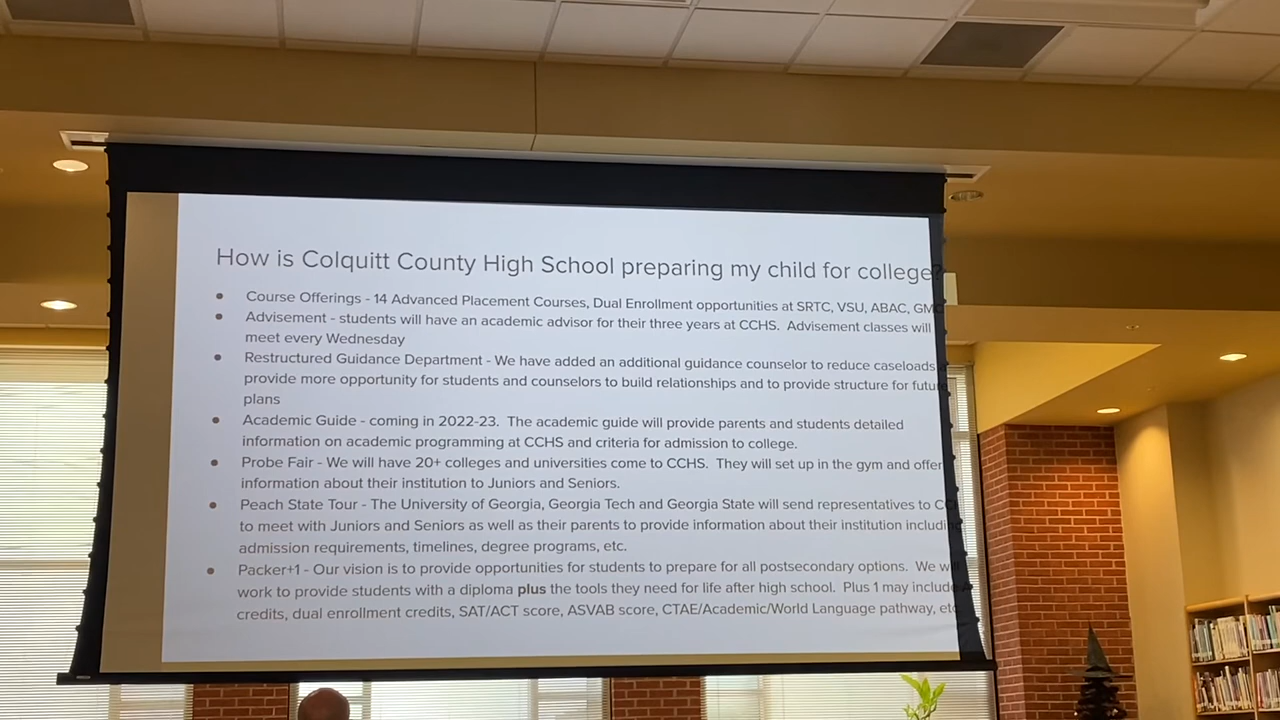 How is Colquitt County High School preparing my child for college?
• Course Offerings - 14 Advanced Placement Courses, Dual Enrollment opportunities at SRTC, VSU, ABAC,
• Advisement - students will have an academic advisor for their three years at CCHS. Advisement classes will
meet every Wednesday
• Restructured Guidance Department - We have added an additional guidance counselor to reduce caseloads
provide more opportunity for students and counselors to build relationships and to provide structure for
plans
• Academic Guide - coming in 2022-23. The academic guide will provide parents and students detailed
information on academic programming at CCHS and criteria for admission to college.
• Probe Fair - We will have 20+ colleges and universities come to CCHS. They will set up in the gym and offer
information about their institution to Juniors and Seniors.
• Peach State University of Georgia, Georgia Tech and Georgia State will send representatives to
to meet with Juniors and Seniors as well as their parents to provide information about their institution
admission requirements, timelines, degree programs, etc.
• Packer+1 - Our vision is to provide opportunities for students to prepare for all postsecondary options. We
work to provide students with a diploma plus the tools they need for life after high school. Plus 1 may include
credits, dual enrollment credits, SAT/ACT score, ASVAB score, CTAE/Academic/World Language pathway,